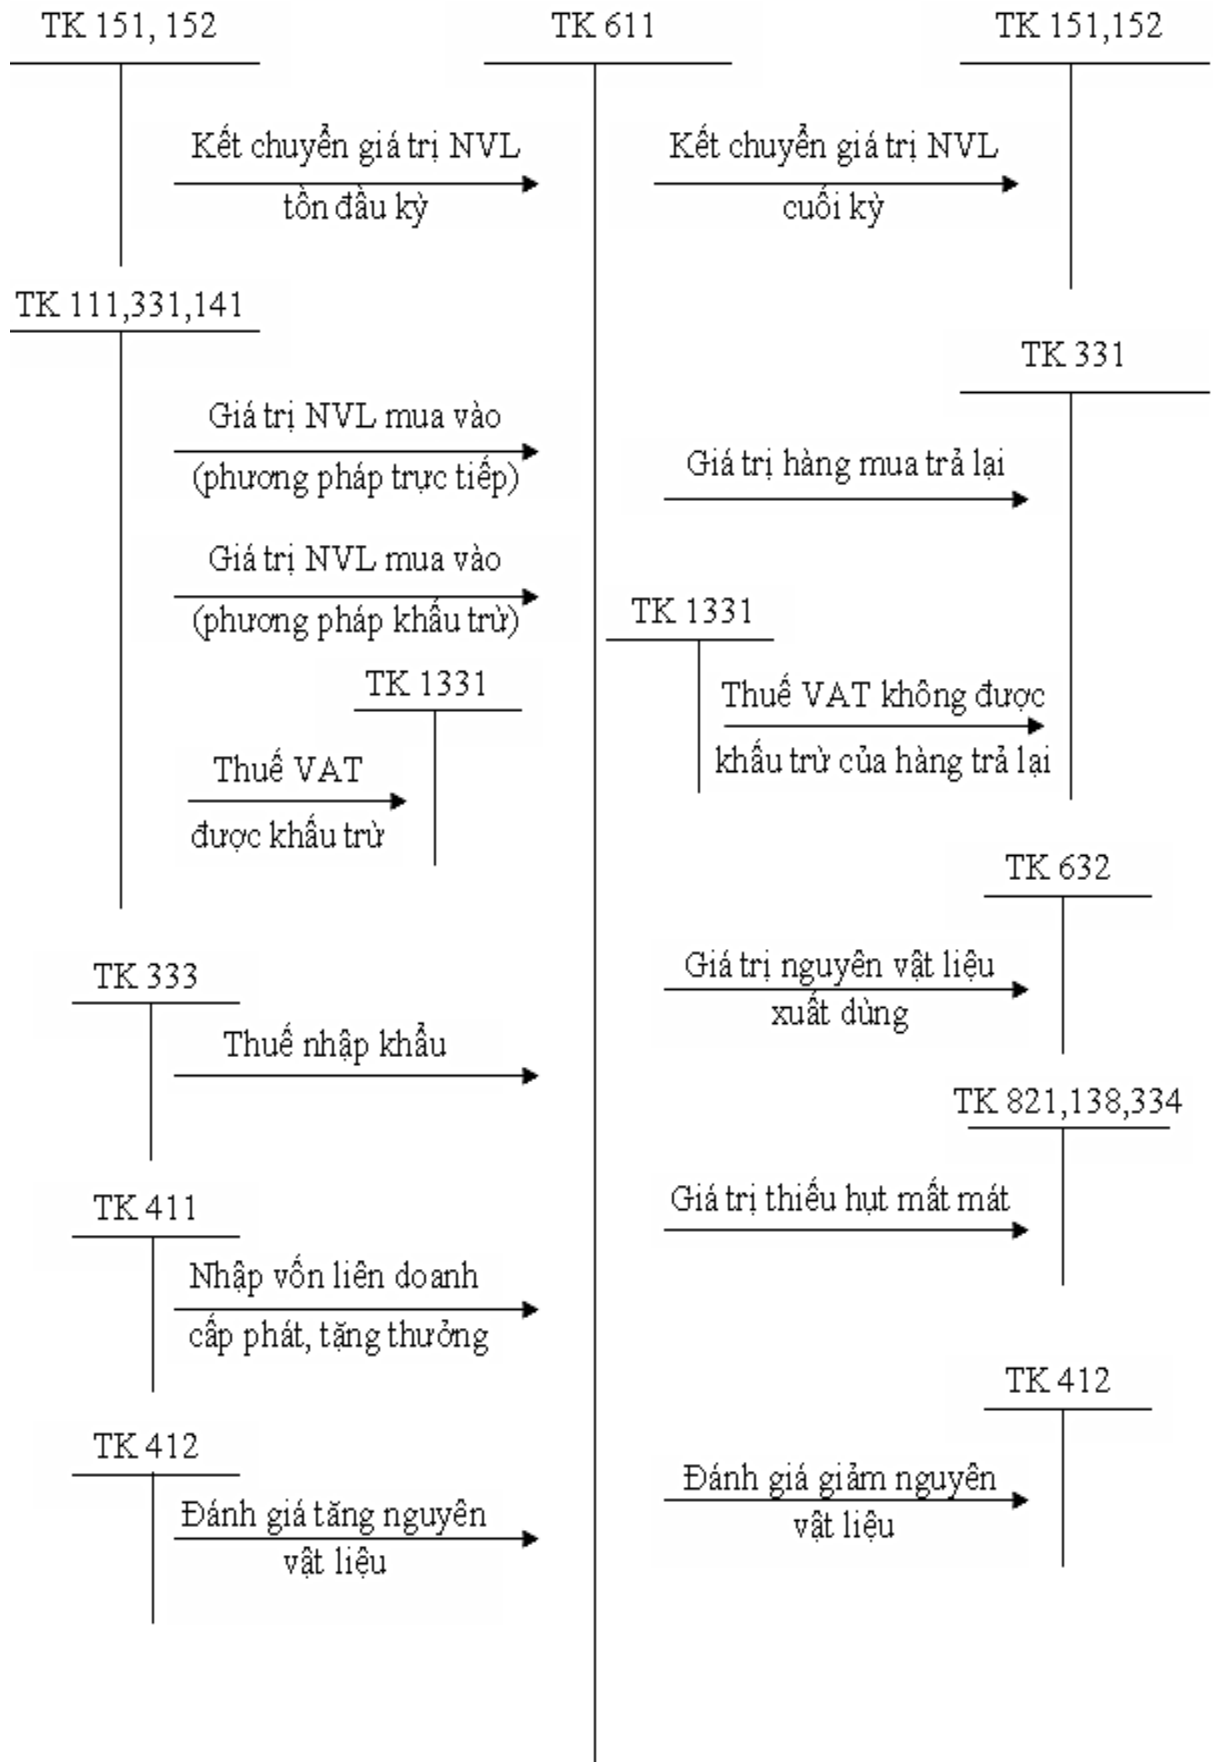 TK 151, 152
TK 611
TK 151,152
Kết chuyển giá trị NVL
tồn đầu kỳ
Kết chuyển giá trị NVL
cuối kỳ
TK 111,331,141
TK 331
Giá trị NVL mua vào
(phương pháp trực tiếp)
Giá trị hàng mua trả lại
Giá trị NVL mua vào
(phương pháp khấu trừ)
TK 1331
TK 1331
Thuế VAT không được
khấu trừ của hàng trả lại
Thuế VAT
được khấu trừ
TK 632
Giá trị nguyên vật liệu
xuất dùng
TK 333
Thuế nhập khẩu
TK 821,138,334
Giá trị thiếu hụt mất mát
TK 411
Nhập vốn liên doanh
cấp phát, tặng thưởng
TK 412
TK 412
Đánh giá giảm nguyên
vật liệu
Đánh giá tăng nguyên
vật liệu